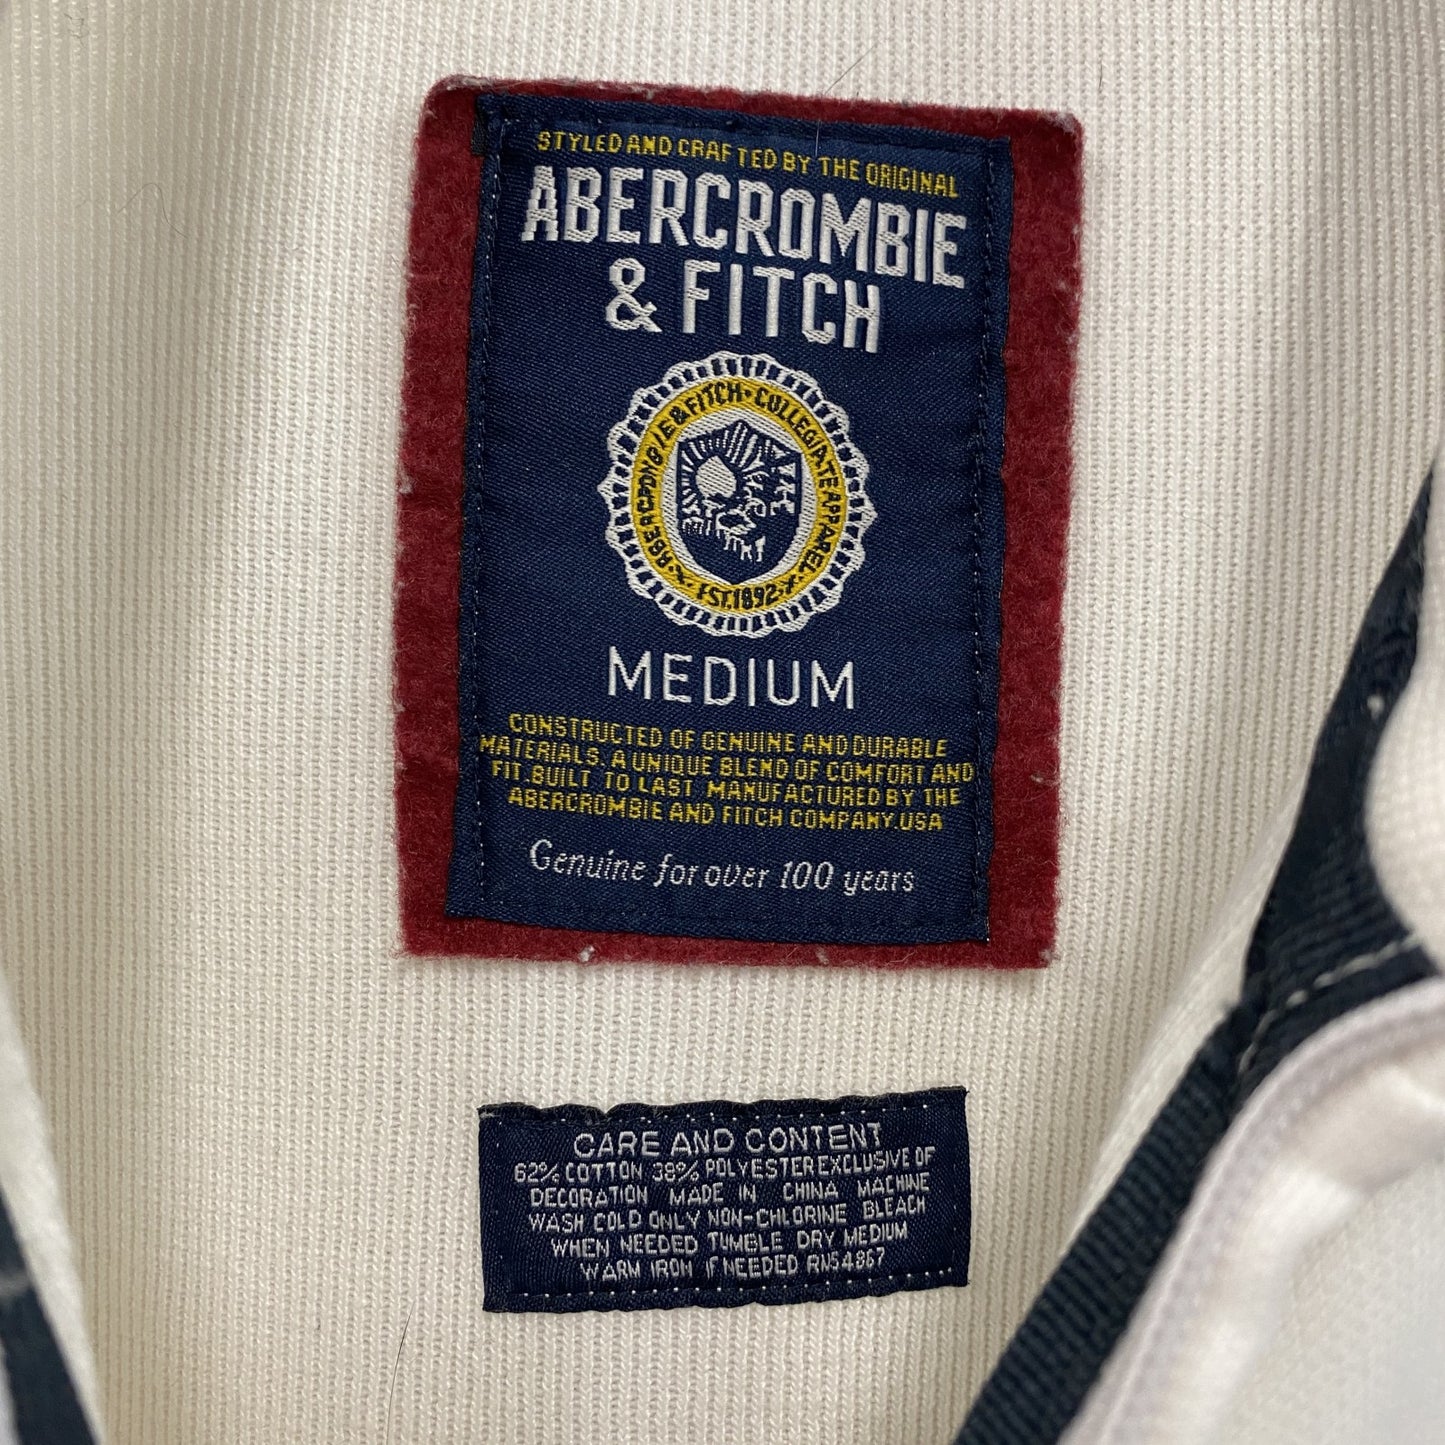 STYLED AND CRAFTED BY THE ORIGINAL
ABERCROMBIE
& FITCH
ABERCROMBIE & FITCH • COLLEGIATE APPAREL
EST. 1892
MEDIUM
CONSTRUCTED OF GENUINE AND DURABLE
MATERIALS. A UNIQUE BLEND OF COMFORT AND
FIT. BUILT TO LAST MANUFACTURED BY THE
ABERCROMBIE AND FITCH COMPANY. USA
Genuine for over 100 years
CARE AND CONTENT
62% COTTON 38% POLYESTER EXCLUSIVE OF
DECORATION MADE IN CHINA MACHINE
WASH COLD ONLY NON-CHLORINE BLEACH
WHEN NEEDED TUMBLE DRY MEDIUM
WARM IRON IF NEEDED RN54867